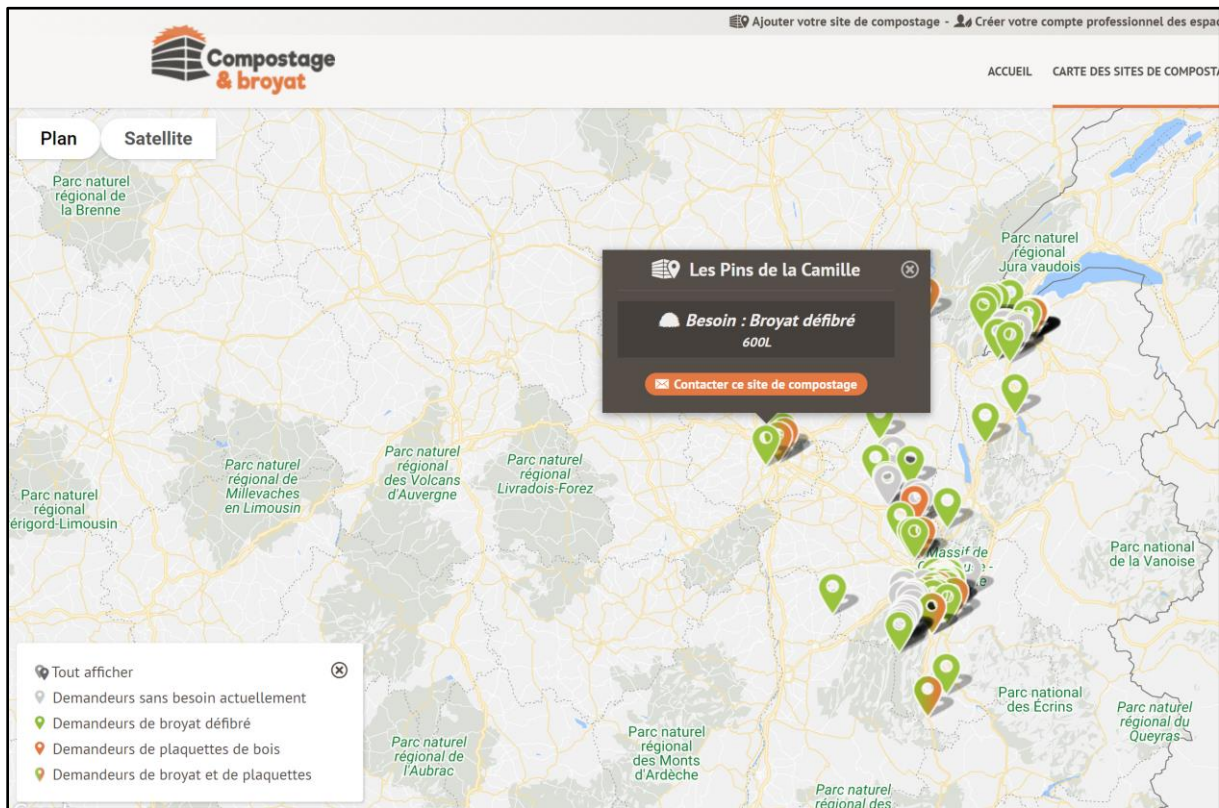 Ajouter votre site de compostage - Créer votre compte professionnel des espac
Compostage
& broyat
ACCUEIL CARTE DES SITES DE COMPOSTA
Plan Satellite
Parc naturel
régional de
la Brenne
Parc naturel
régional
Jura vaudois
Les Pins de la Camille
Besoin : Broyat défibré
600L
Contacter ce site de compostage
Parc naturel
régional
des Volcans
d'Auvergne
Parc naturel
régional
Livradois-Forez
Parc naturel
régional de
Millevaches
en Limousin
Parc naturel
régional
érigord-Limousin
Massif de
Parc national
de la Vanoise
Tout afficher
Demandeurs sans besoin actuellement
Demandeurs de broyat défibré
Demandeurs de plaquettes de bois
Demandeurs de broyat et de plaquettes
Parc naturel
régional de
l'Aubrac
Parc naturel
régional
des Monts
d'Ardèche
Parc national
des Écrins
Parc naturel
régional du
Queyras
Parc naturel
régional des